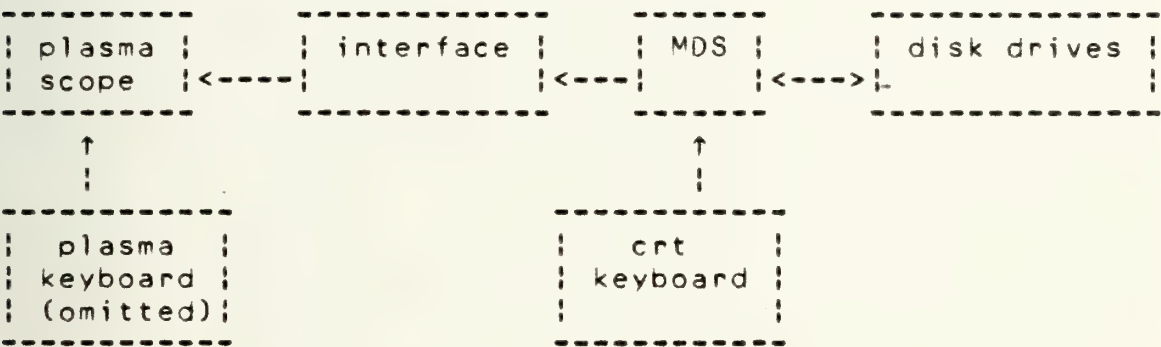 plasma scope
interface
MDS
disk drives
plasma keyboard (omitted)
crt keyboard